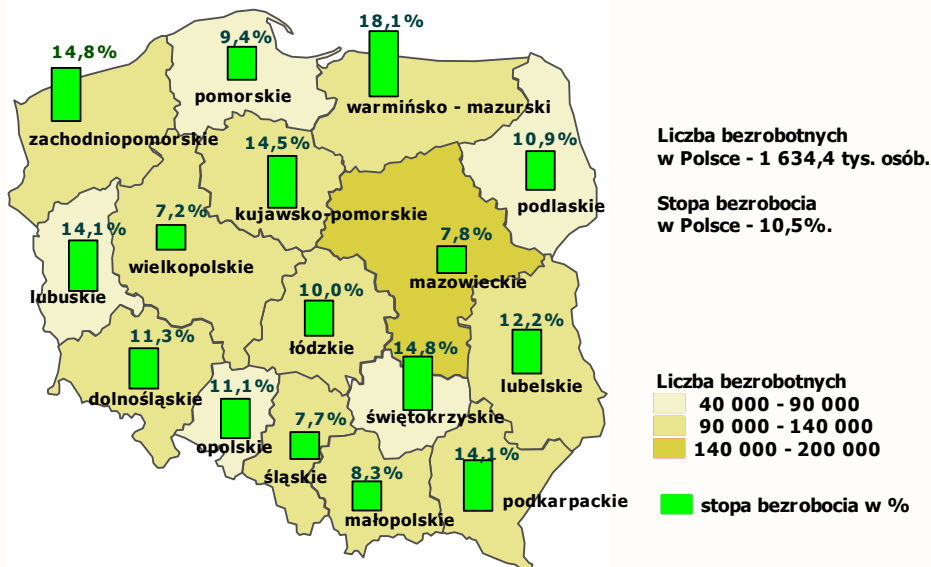 18,1%
9,4%
14,8%
pomorskie
warmińsko - mazurski
zachodniopomorskie
14,5%
10,9%
Liczba bezrobotnych
w Polsce - 1 634,4 tys. osób.
7,2%
kujawsko-pomorskie
podlaskie
Stopa bezrobocia
w Polsce - 10,5%.
14,1%
7,8%
wielkopolskie
mazowieckie
lubuskie
10,0%
12,2%
11,3%
łódzkie
14,8%
dolnośląskie
11,1%
lubelskie
Liczba bezrobotnych
40 000 - 90 000
90 000 - 140 000
140 000 - 200 000
7,7%
świętokrzyskie
opolskie
14,1%
śląskie
8,3%
podkarpackie
małopolskie
stopa bezrobocia w %